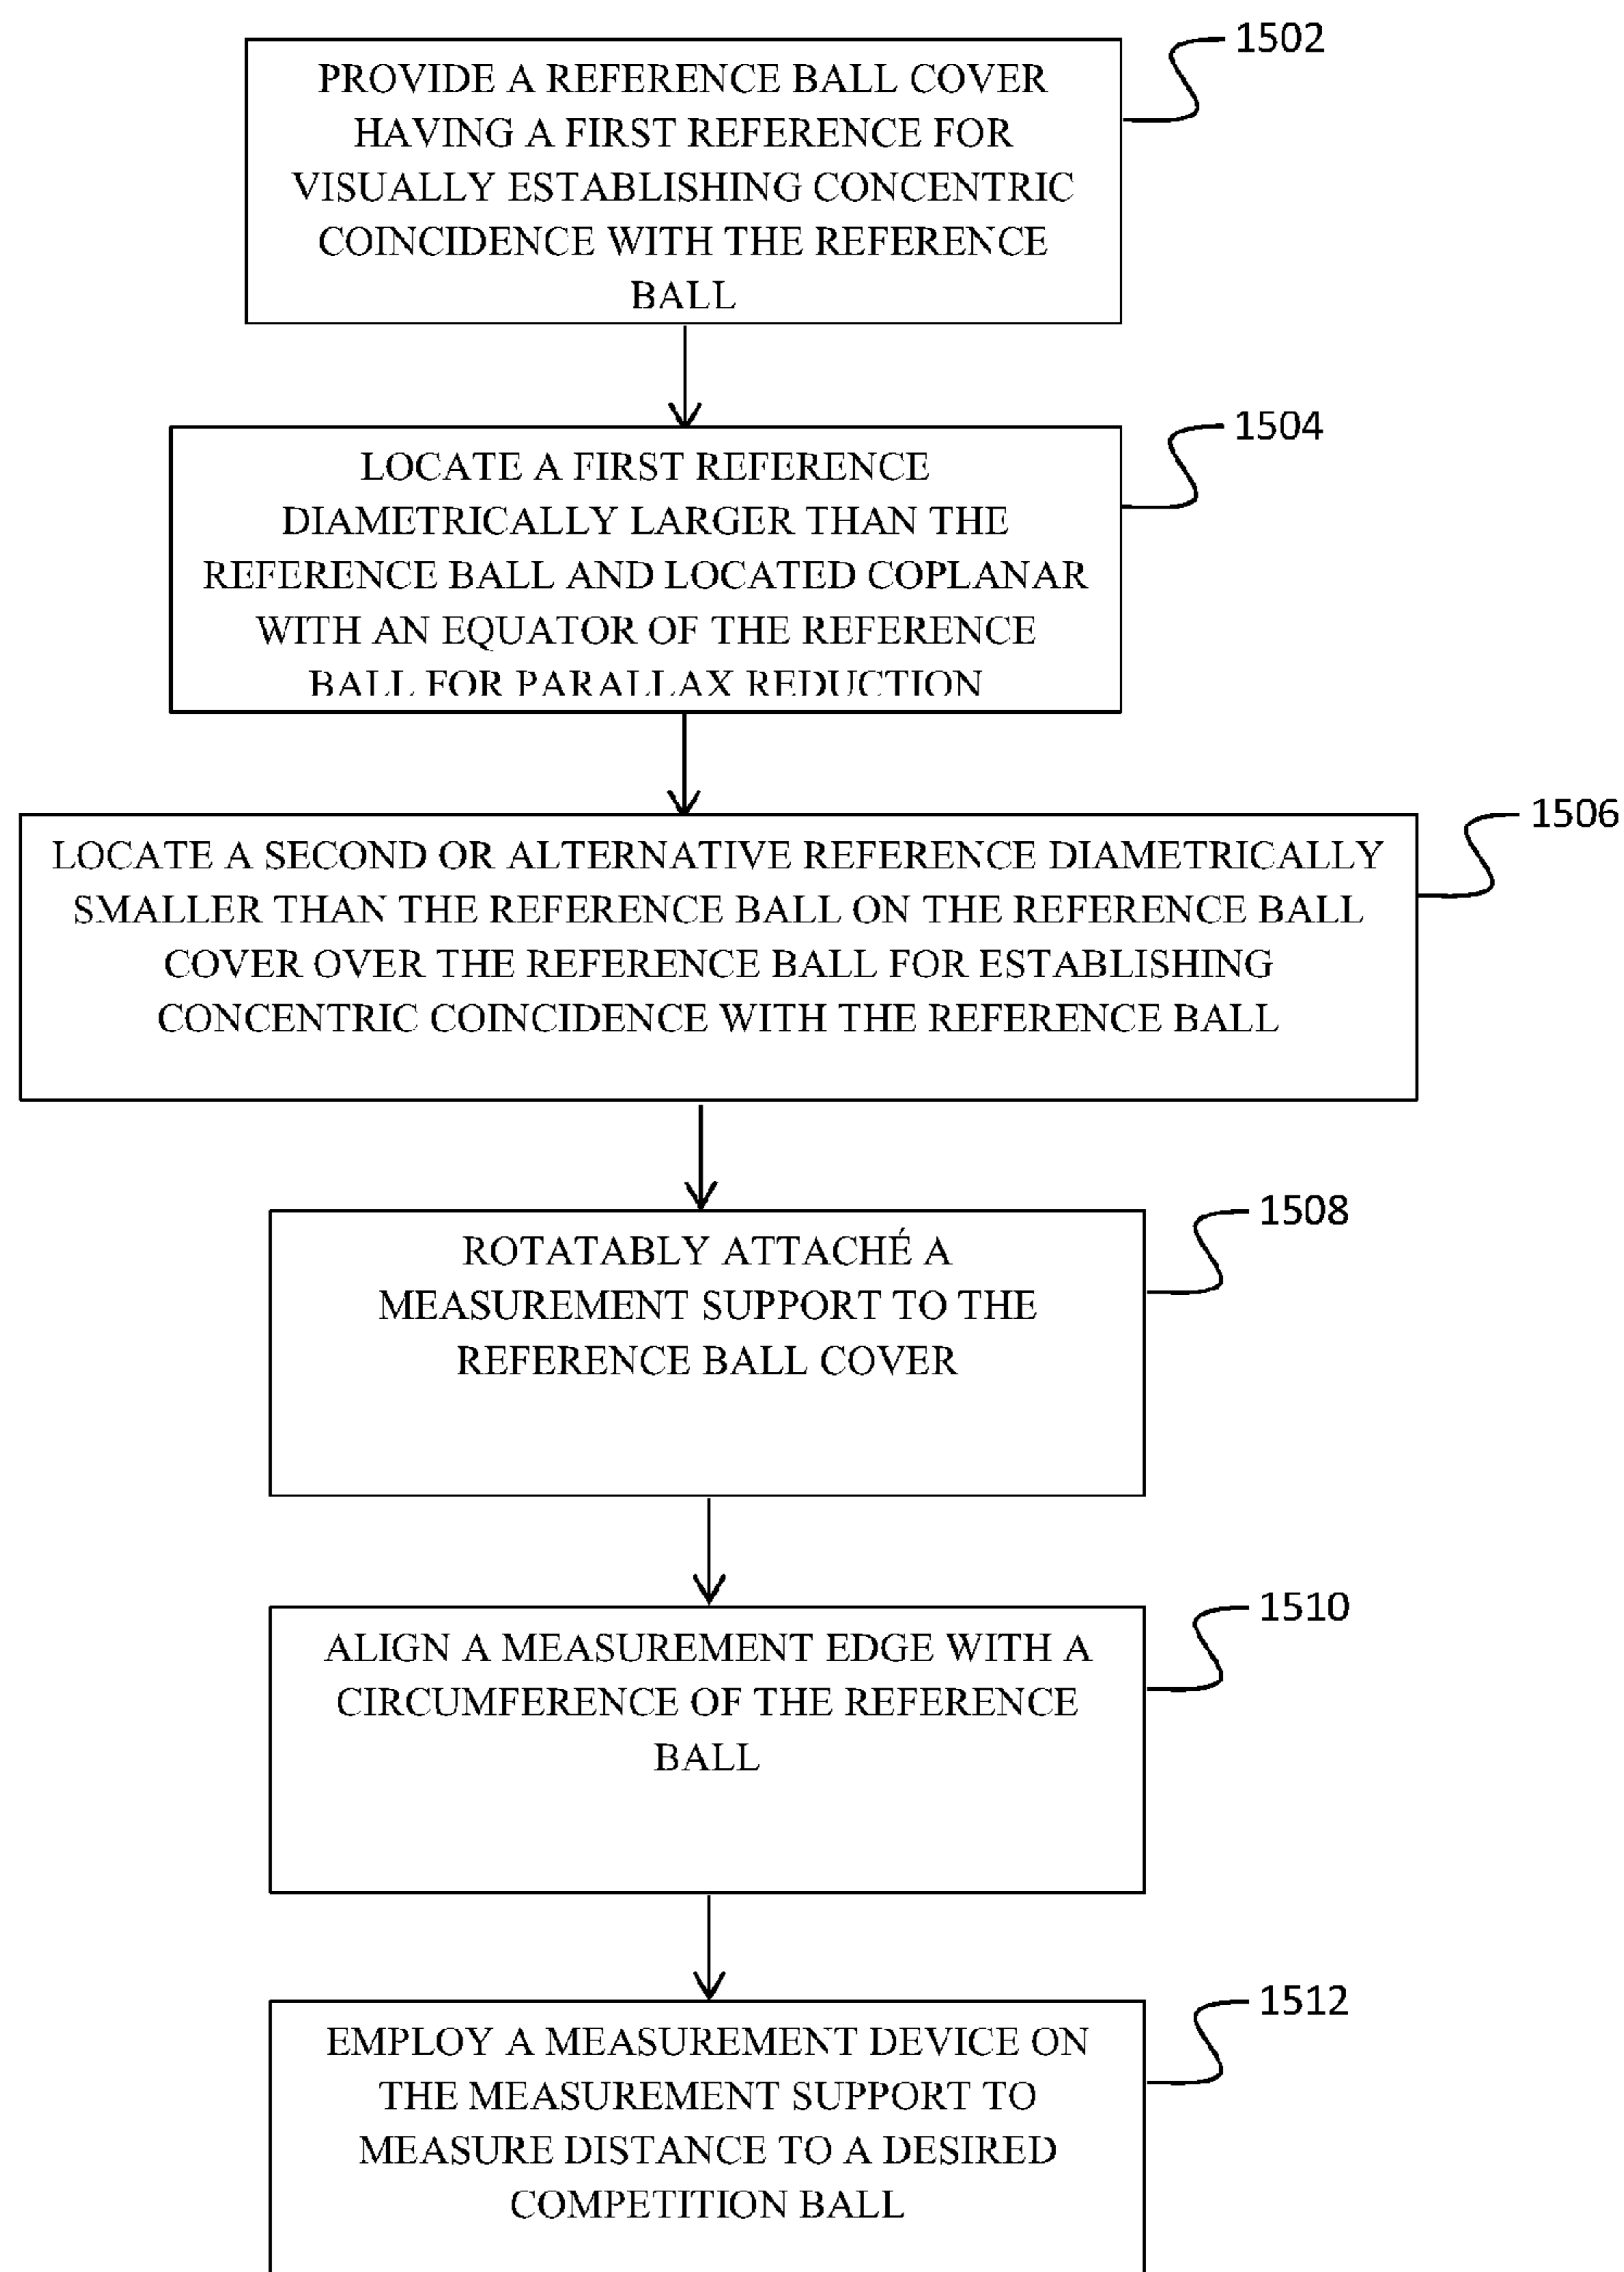 1502
PROVIDE A REFERENCE BALL COVER
HAVING A FIRST REFERENCE FOR
VISUALLY ESTABLISHING CONCENTRIC
COINCIDENCE WITH THE REFERENCE
BALL
1504
LOCATE A FIRST REFERENCE
DIAMETRICALLY LARGER THAN THE
REFERENCE BALL AND LOCATED COPLANAR
WITH AN EQUATOR OF THE REFERENCE
BALL FOR PARALLAX REDUCTION
1506
LOCATE A SECOND OR ALTERNATIVE REFERENCE DIAMETRICALLY
SMALLER THAN THE REFERENCE BALL ON THE REFERENCE BALL
COVER OVER THE REFERENCE BALL FOR ESTABLISHING
CONCENTRIC COINCIDENCE WITH THE REFERENCE BALL
1508
ROTATABLY ATTACHÉ A
MEASUREMENT SUPPORT TO THE
REFERENCE BALL COVER
1510
ALIGN A MEASUREMENT EDGE WITH A
CIRCUMFERENCE OF THE REFERENCE
BALL
1512
EMPLOY A MEASUREMENT DEVICE ON
THE MEASUREMENT SUPPORT TO
MEASURE DISTANCE TO A DESIRED
COMPETITION BALL